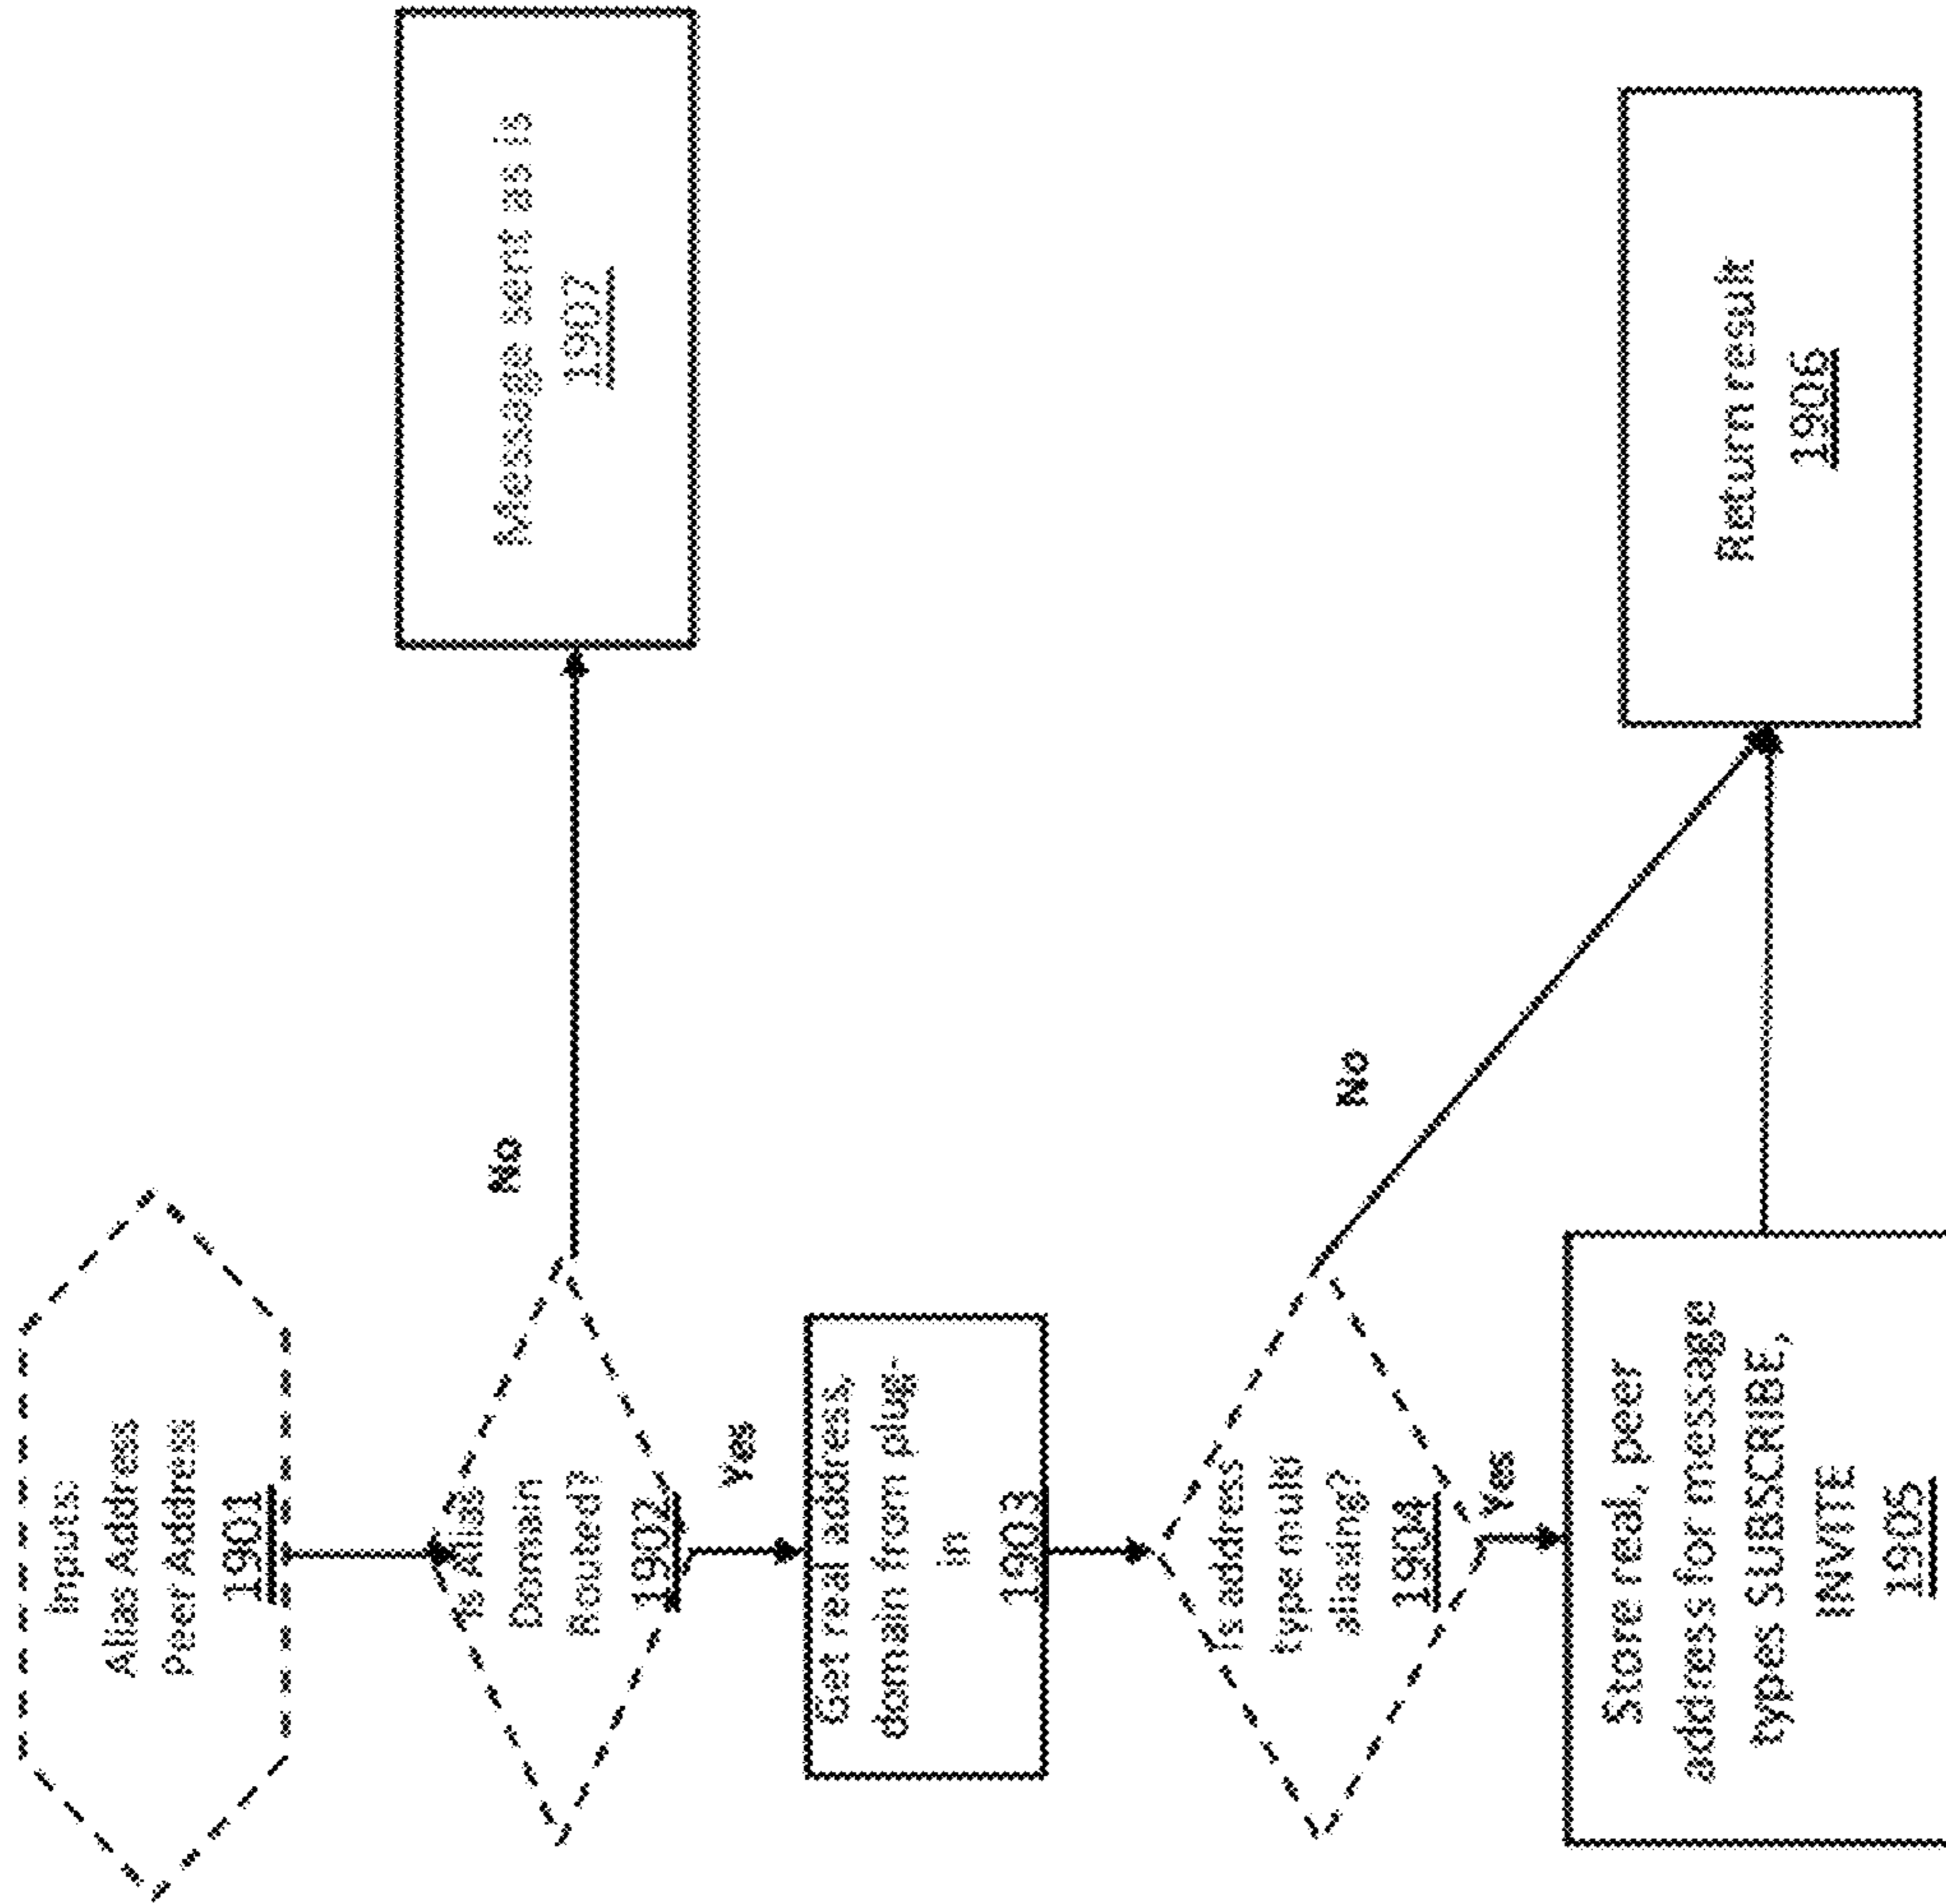 Inputs:
Alias Address
Peer Address
1901
Is Alias
Domain
Routed?
1902
No
Message sent as is
1907
Yes
Get real address,
domain from plug-
in
1903
Is address
type multi
aliasing?
1904
No
Yes
Store real, peer
address for message
types SUBSCRIBE,
INVITE
1905
Return result
1906